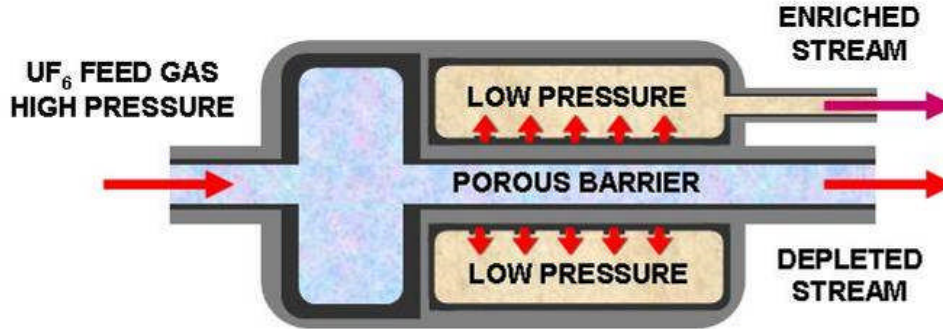 ENRICHED
STREAM
UF₆ FEED GAS
HIGH PRESSURE
LOW PRESSURE
POROUS BARRIER
LOW PRESSURE
DEPLETED
STREAM